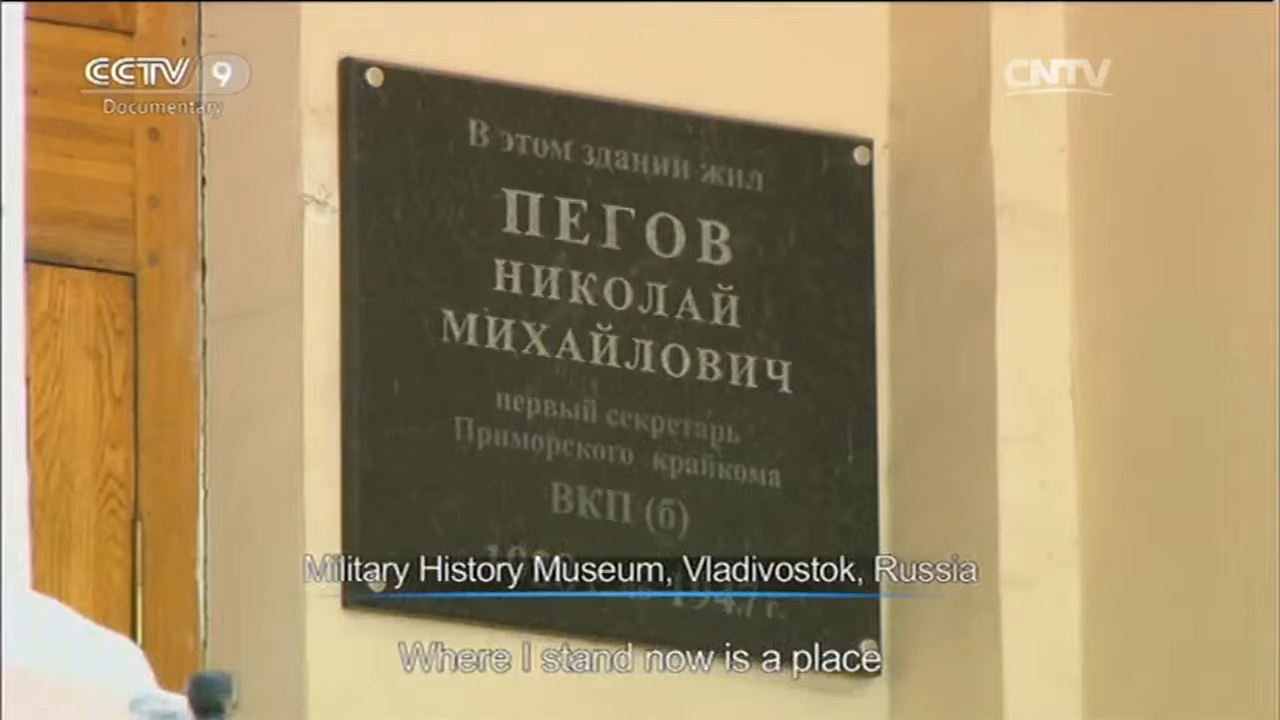 CCTV 9
Documentary
CNTV
В этом здании жил
ПЕГОВ
НИКОЛАЙ
МИХАЙЛОВИЧ
первый секретарь
Приморского крайкома
ВКП (б)
1947 г.
Military History Museum, Vladivostok, Russia
Where I stand now is a place